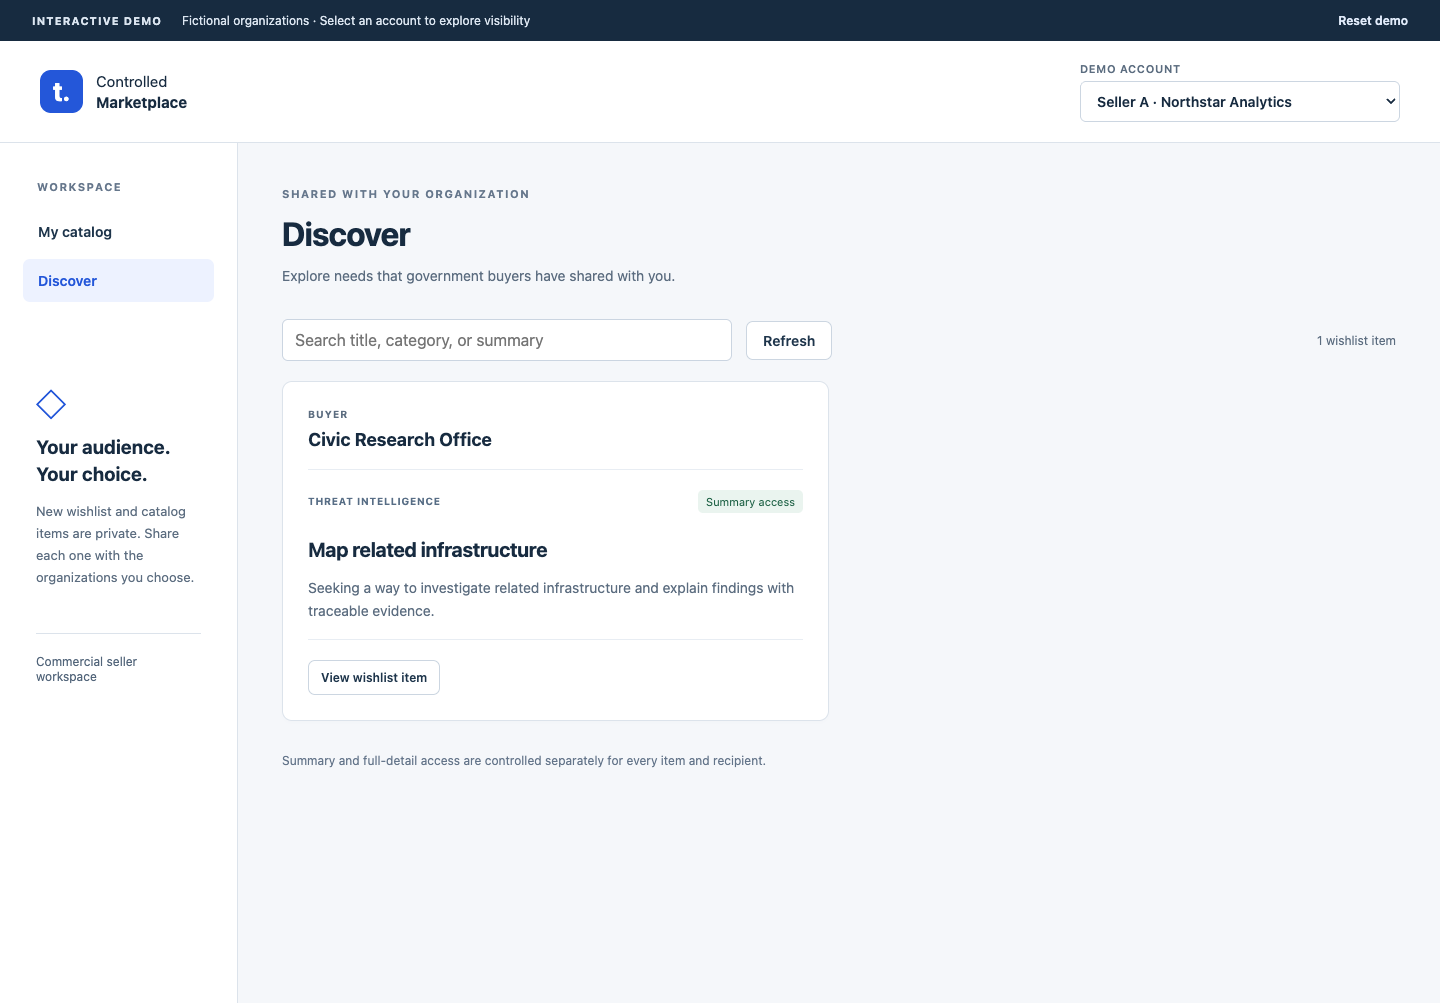 INTERACTIVE DEMO Fictional organizations · Select an account to explore visibility Reset demo
t.
Controlled
Marketplace
DEMO ACCOUNT
Seller A · Northstar Analytics
WORKSPACE
My catalog
Discover
Your audience.
Your choice.
New wishlist and catalog
items are private. Share
each one with the
organizations you choose.
Commercial seller
workspace
SHARED WITH YOUR ORGANIZATION
Discover
Explore needs that government buyers have shared with you.
Search title, category, or summary
Refresh
1 wishlist item
BUYER
Civic Research Office
THREAT INTELLIGENCE
Summary access
Map related infrastructure
Seeking a way to investigate related infrastructure and explain findings with
traceable evidence.
View wishlist item
Summary and full-detail access are controlled separately for every item and recipient.